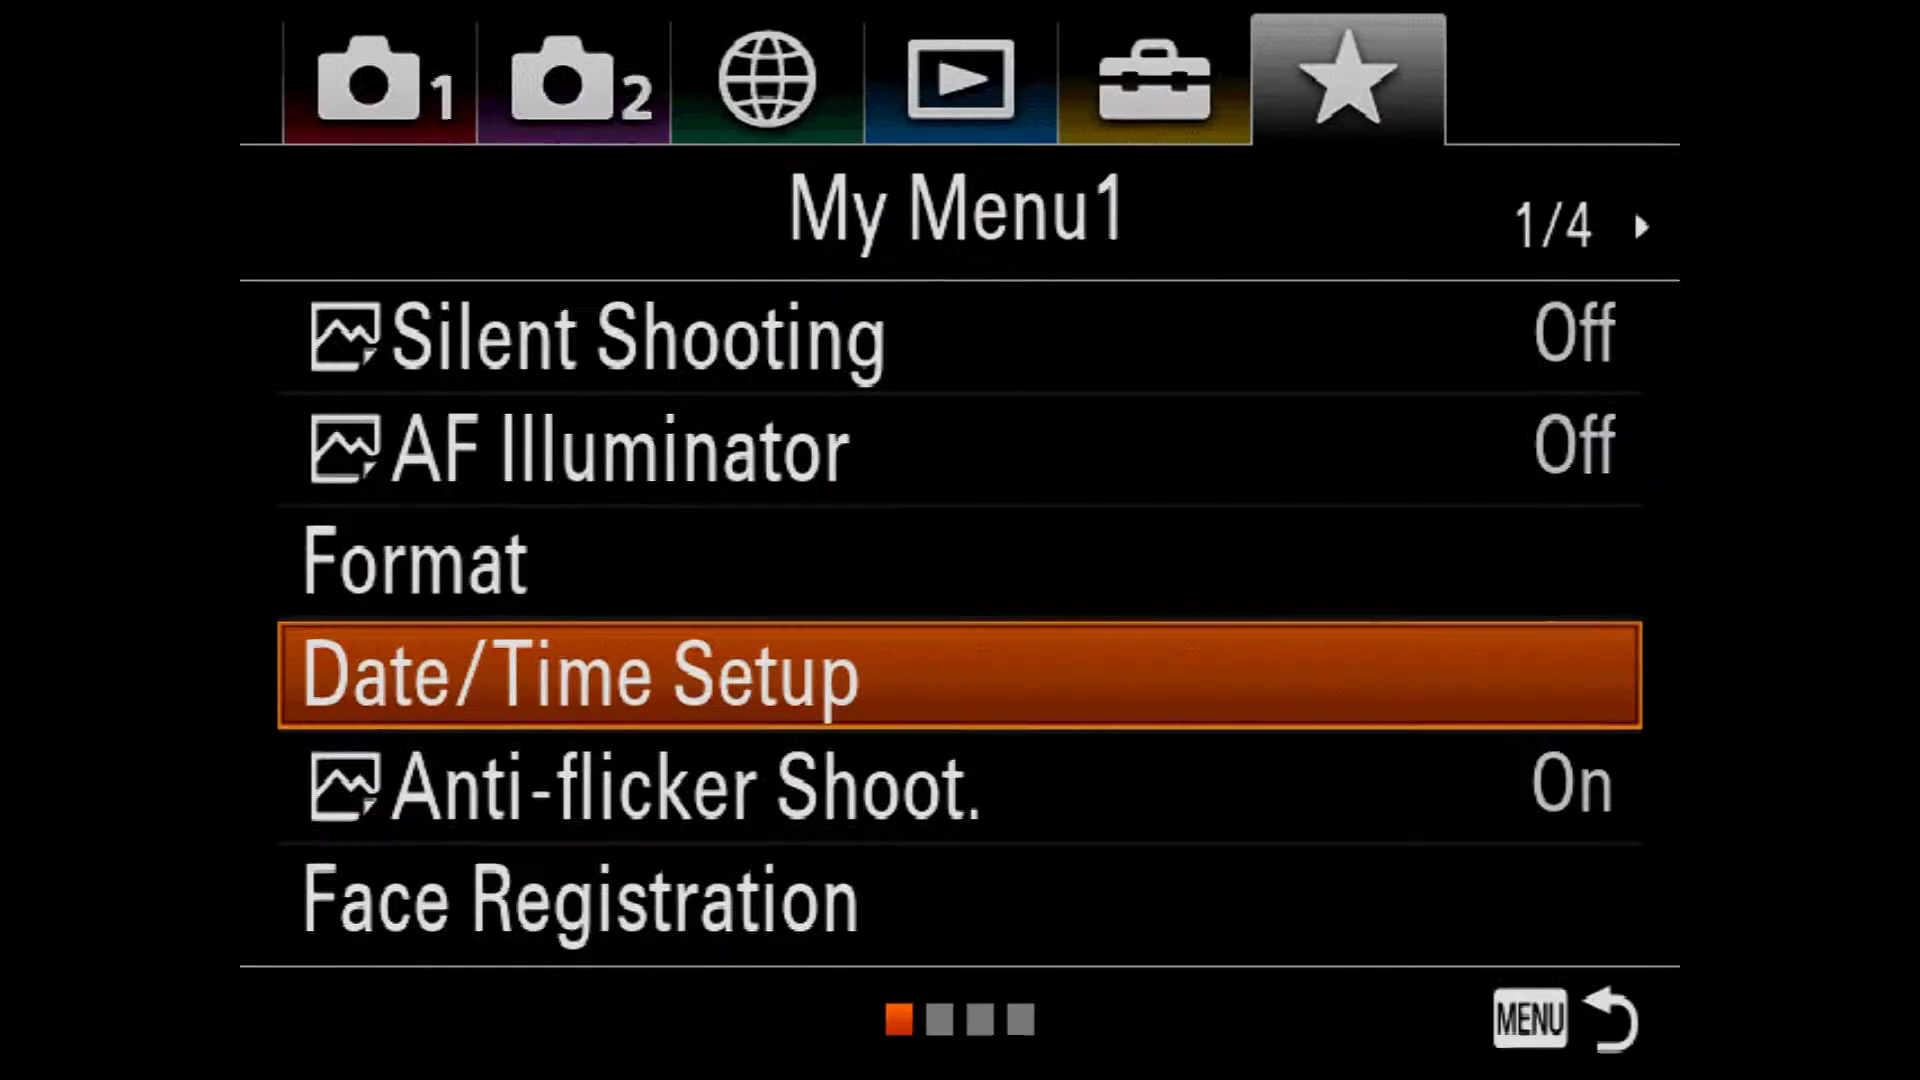 1 2
My Menu1
1/4
Silent Shooting Off
AF Illuminator Off
Format
Date/Time Setup
Anti-flicker Shoot. On
Face Registration
MENU